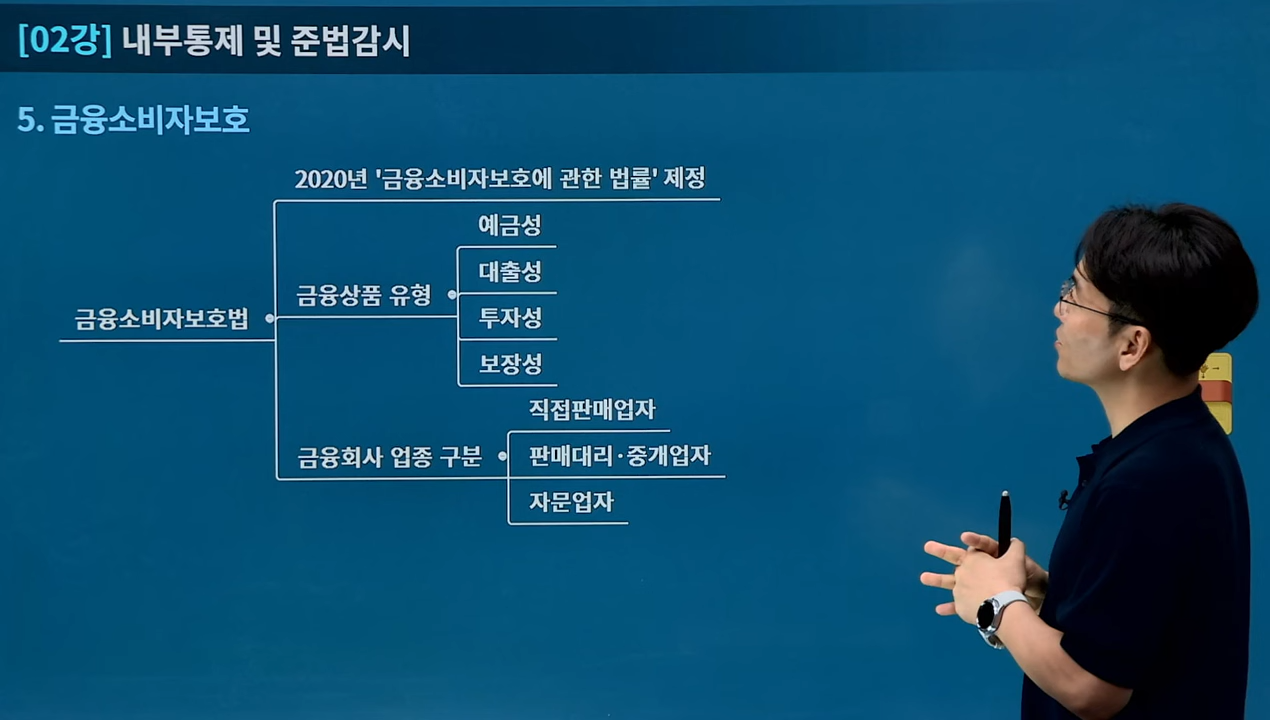 [02강] 내부통제 및 준법감시
5. 금융소비자보호
2020년 '금융소비자보호에 관한 법률' 제정
예금성
대출성
금융상품 유형
투자성
금융소비자보호법
보장성
직접판매업자
금융회사 업종 구분
판매대리·중개업자
자문업자